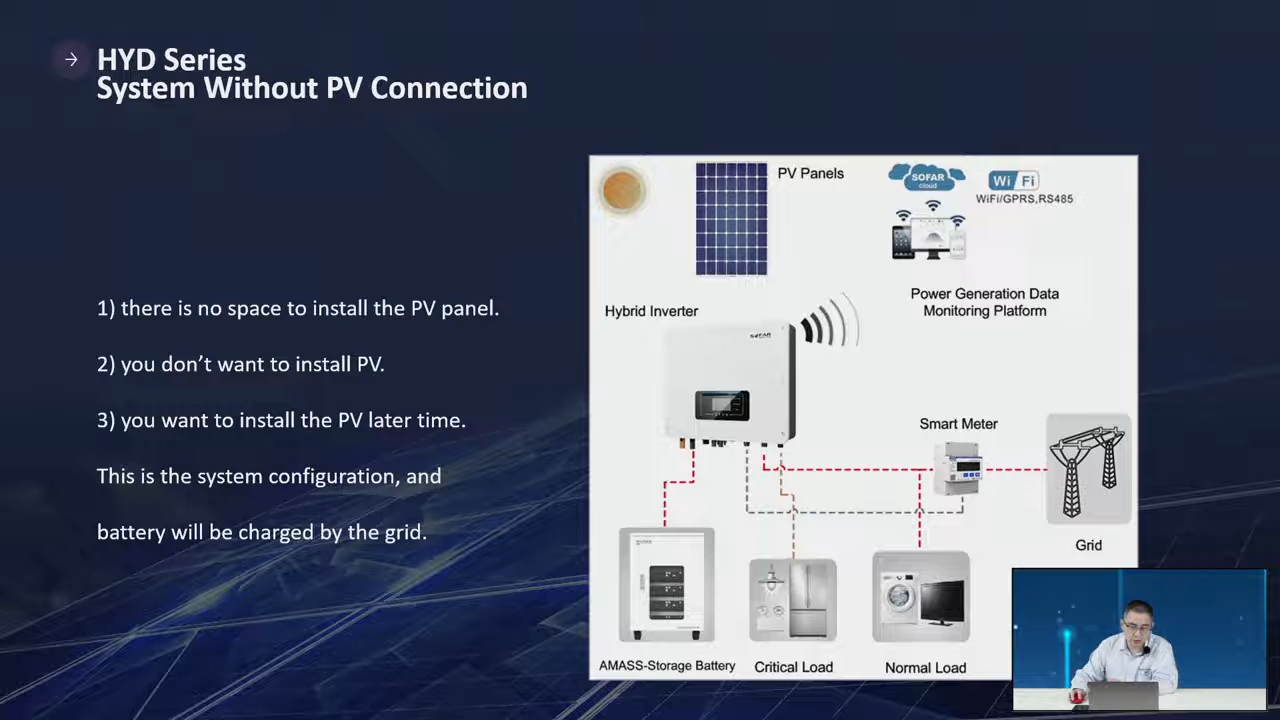 HYD Series
System Without PV Connection
1) there is no space to install the PV panel.
2) you don’t want to install PV.
3) you want to install the PV later time.
This is the system configuration, and
battery will be charged by the grid.
PV Panels
SOFAR
cloud
Wi Fi
WiFi/GPRS,RS485
Power Generation Data
Monitoring Platform
Hybrid Inverter
SOFAR
Smart Meter
Grid
AMASS-Storage Battery
Critical Load
Normal Load